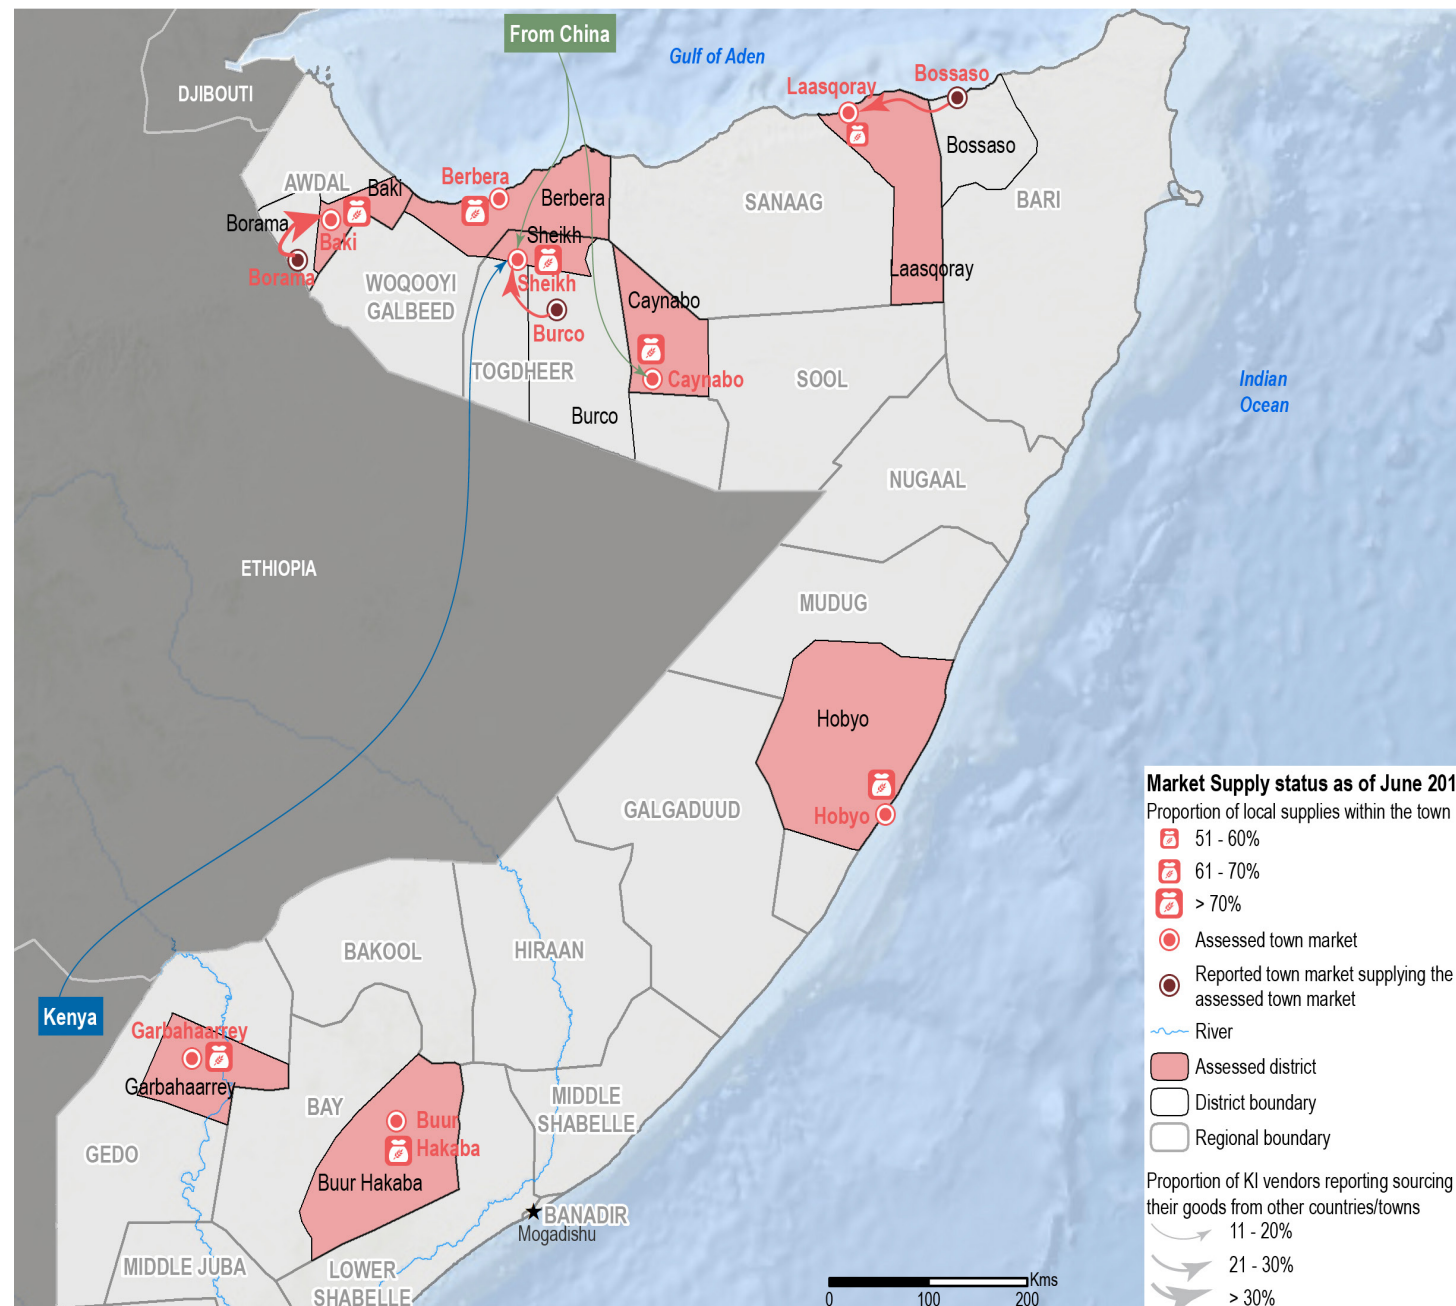 From China
Gulf of Aden
DJIBOUTI
Laasqoray
Bossaso
Bossaso
AWDAL
Baki
Berbera
Berbera
SANAAG
BARI
Borama
Baki
Borama
Sheikh
Sheikh
WOQOOYI
GALBEED
Laasqoray
Caynabo
Burco
TOGDHEER
Caynabo
SOOL
Indian
Ocean
Burco
NUGAAL
ETHIOPIA
MUDUG
Hobyo
GALGADUUD
Hobyo
BAKOOL
HIRAAN
Kenya
Garbahaarrey
Garbahaarrey
BAY
MIDDLE
SHABELLE
Buur
Hakaba
GEDO
Buur Hakaba
BANADIR
Mogadishu
MIDDLE JUBA
LOWER
SHABELLE
Market Supply status as of June 201
Proportion of local supplies within the town
51 - 60%
61 - 70%
> 70%
Assessed town market
Reported town market supplying the
assessed town market
River
Assessed district
District boundary
Regional boundary
Proportion of KI vendors reporting sourcing
their goods from other countries/towns
11 - 20%
21 - 30%
> 30%
Kms
0 100 200